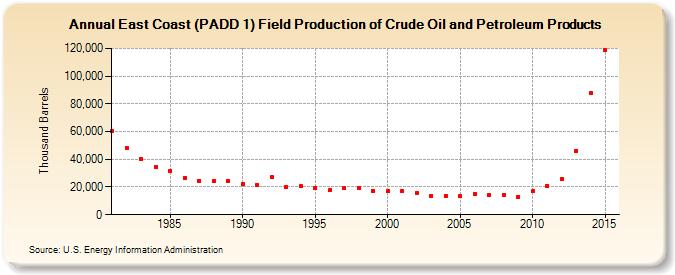 Annual East Coast (PADD 1) Field Production of Crude Oil and Petroleum Products
Thousand Barrels
120,000
100,000
80,000
60,000
40,000
20,000
0
1985 1990 1995 2000 2005 2010 2015
Source: U.S. Energy Information Administration